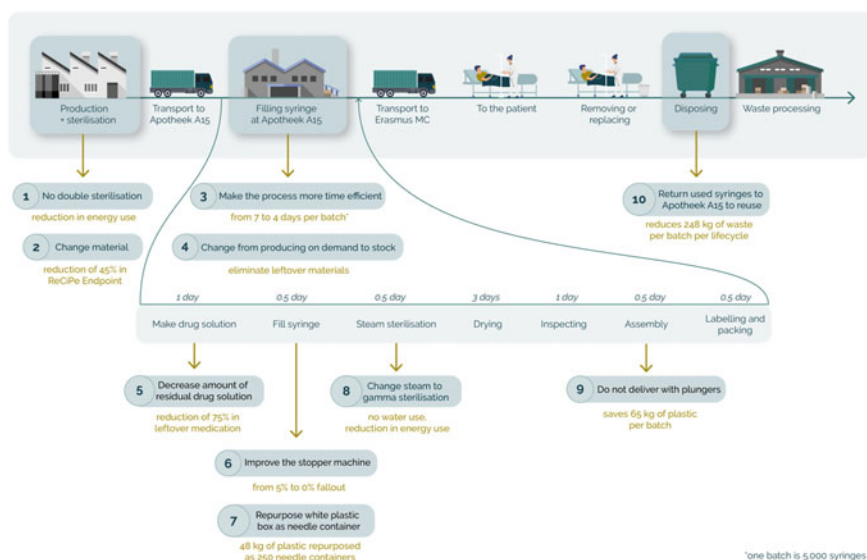 Production
+ sterilisation
Transport to
Apotheek A15
Filling syringe
at Apotheek A15
Transport to
Erasmus MC
To the patient
Removing or
replacing
Disposing
Waste processing
1 No double sterilisation
reduction in energy use
2 Change material
reduction of 45% in
ReCiPe Endpoint
3 Make the process more time efficient
from 7 to 4 days per batch*
4 Change from producing on demand to stock
eliminate leftover materials
10 Return used syringes to
Apotheek A15 to reuse
reduces 248 kg of waste
per batch per lifecycle
1 day
0.5 day
0.5 day
3 days
1 day
0.5 day
0.5 day
Make drug solution
Fill syringe
Steam sterilisation
Drying
Inspecting
Assembly
Labelling and
packing
5 Decrease amount of
residual drug solution
reduction of 75% in
leftover medication
8 Change steam to
gamma sterilisation
no water use,
reduction in energy use
9 Do not deliver with plungers
saves 65 kg of plastic
per batch
6 Improve the stopper machine
from 5% to 0% fallout
7 Repurpose white plastic
box as needle container
48 kg of plastic repurposed
as 250 needle containers
*one batch is 5.000 syringes